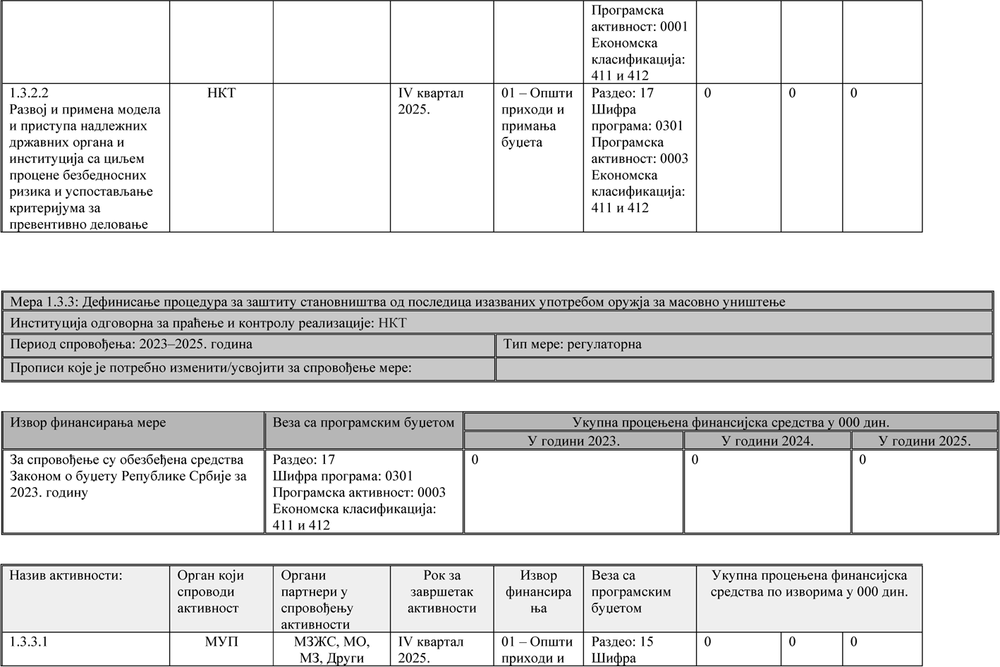 Програмска
активност: 0001
Економска
класификација:
411 и 412
1.3.2.2
Развој и примена модела
и приступа надлежних
државних органа и
институција са циљем
процене безбедносних
ризика и успостављање
критеријума за
превентивно деловање
НКТ
IV квартал
2025.
01 – Општи
приходи и
примања
буџета
Раздео: 17
Шифра
програма: 0301
Програмска
активност: 0003
Економска
класификација:
411 и 412
0
0
0
Мера 1.3.3: Дефинисање процедура за заштиту становништва од последица изазваних употребом оружја за масовно уништење
Институција одговорна за праћење и контролу реализације: НКТ
Период спровођења: 2023–2025. година
Тип мере: регулаторна
Прописи које је потребно изменити/усвојити за спровођење мере:
Извор финансирања мере
Веза са програмским буџетом
Укупна процењена финансијска средства у 000 дин.
У години 2023.
У години 2024.
У години 2025.
За спровођење су обезбеђена средства
Законом о буџету Републике Србије за
2023. годину
Раздео: 17
Шифра програма: 0301
Програмска активност: 0003
Економска класификација:
411 и 412
0
0
0
Назив активности:
Орган који
спроводи
активност
Органи
партнери у
спровођењу
активности
Рок за
завршетак
активности
Извор
финансира
ња
Веза са
програмским
буџетом
Укупна процењена финансијска
средства по изворима у 000 дин.
1.3.3.1
МУП
МЗЖС, МО,
МЗ, Други
IV квартал
2025.
01 – Општи
приходи и
Раздео: 15
Шифра
0
0
0